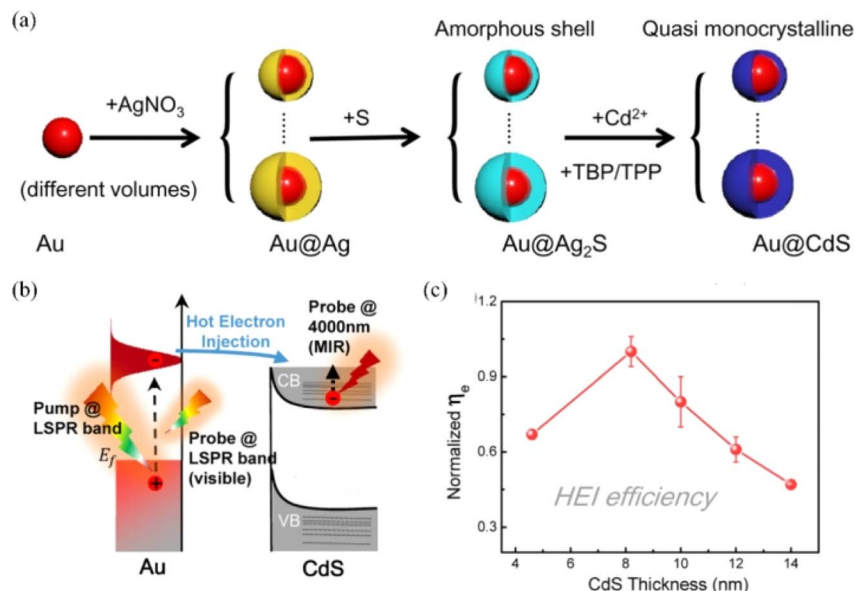 (a)
Amorphous shell
Quasi monocrystalline
+AgNO₃
+S
+Cd²⁺
+TBP/TPP
(different volumes)
Au
Au@Ag
Au@Ag₂S
Au@CdS
(b)
Hot Electron
Injection
Probe @
4000nm
(MIR)
CB
Pump @
LSPR band
Probe @
LSPR band
(visible)
E_f
VB
Au
CdS
(c)
1.2
0.9
0.6
0.3
Normalized ηₑ
HEI efficiency
4 6 8 10 12 14
CdS Thickness (nm)